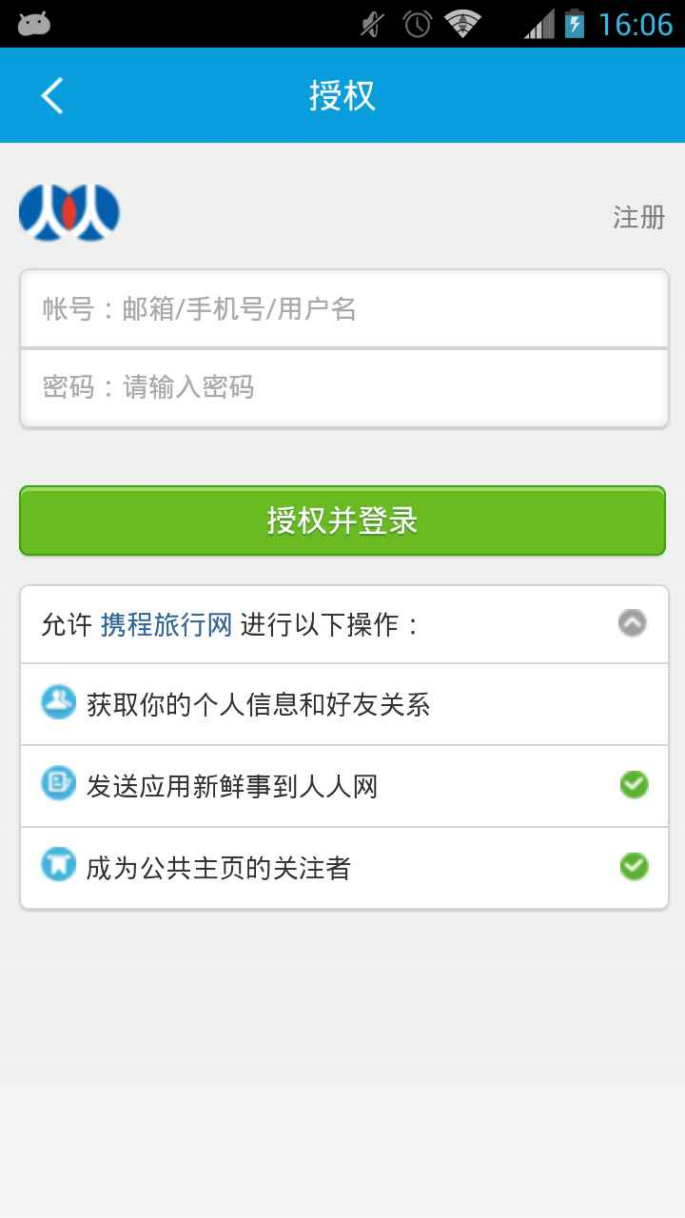 16:06
授权
注册
帐号：邮箱/手机号/用户名
密码：请输入密码
授权并登录
允许 携程旅行网 进行以下操作：
获取你的个人信息和好友关系
发送应用新鲜事到人人网
成为公共主页的关注者